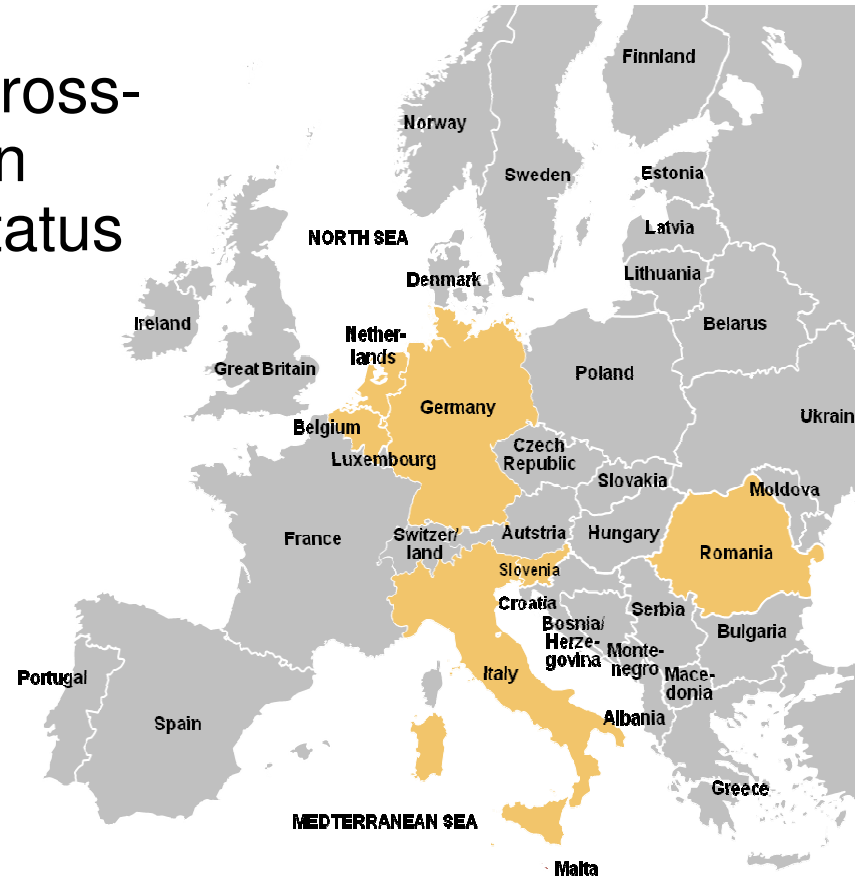 ross-
n
tatus
Finnland
Norway
Sweden
Estonia
Latvia
NORTH SEA
Lithuania
Denmark
Ireland
Belarus
Nether-
lands
Great Britain
Poland
Germany
Ukrain
Belgium
Czech
Republic
Luxembourg
Slovakia
Moldova
France
Switzer/
land
Autstria
Hungary
Romania
Slovenia
Croatia
Serbia
Bosnia/
Herze-
govina
Bulgaria
Monte-
negro
Portugal
Italy
Mace-
donia
Spain
Albania
Greece
MEDTERRANEAN SEA
Malta